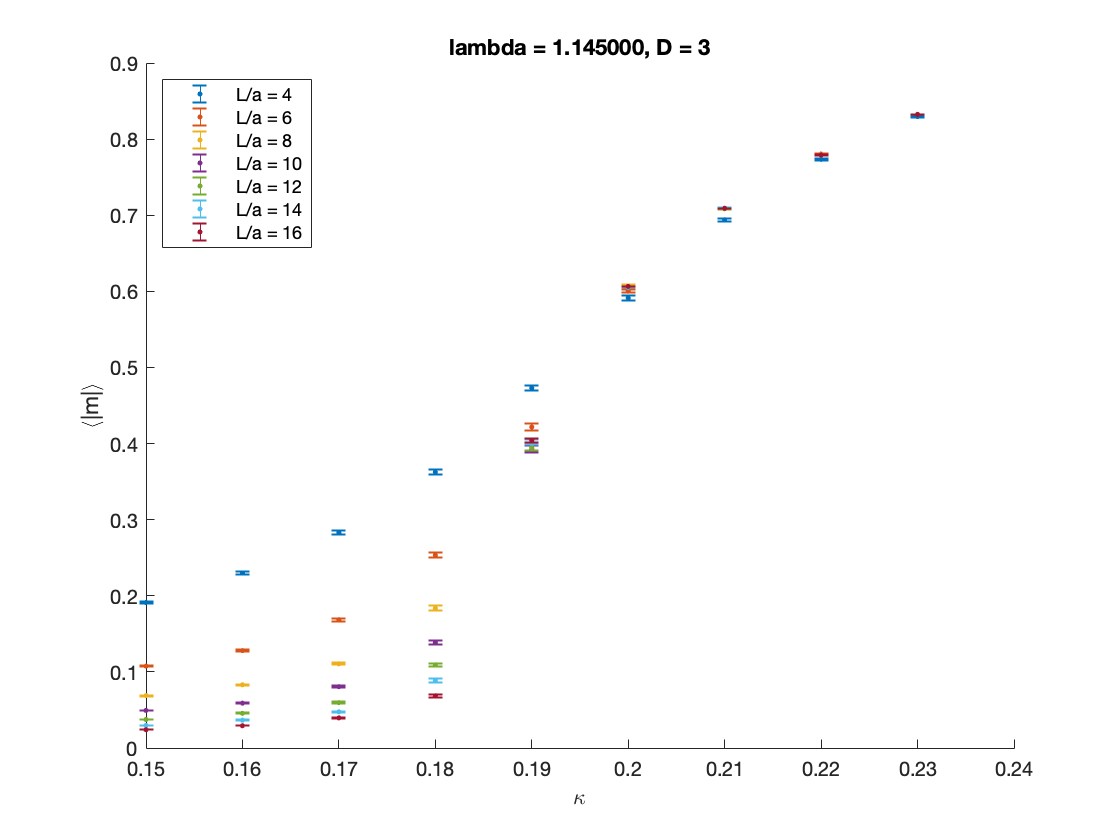 lambda = 1.145000, D = 3
0.9
0.8
0.7
0.6
0.5
0.4
0.3
0.2
0.1
0
⟨|m|⟩
L/a = 4
L/a = 6
L/a = 8
L/a = 10
L/a = 12
L/a = 14
L/a = 16
0.15 0.16 0.17 0.18 0.19 0.2 0.21 0.22 0.23 0.24
κ